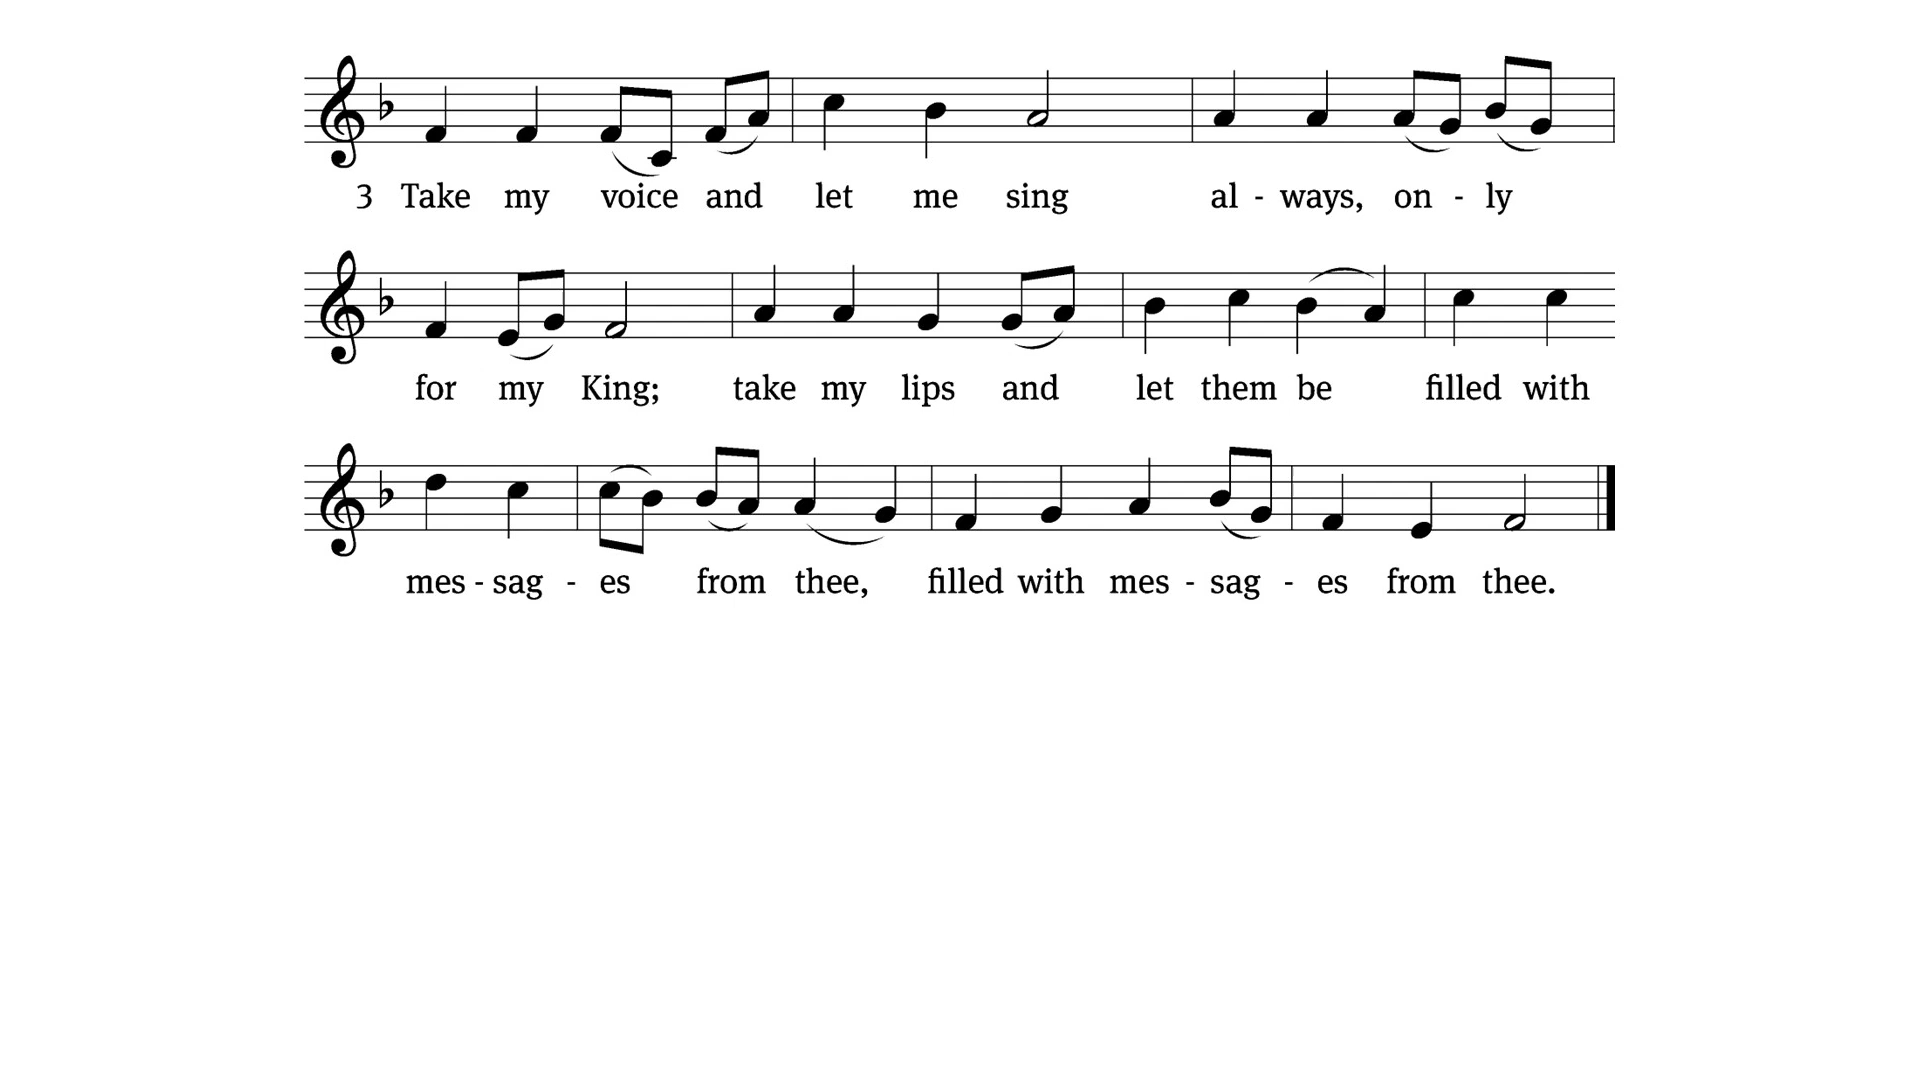 3 Take my voice and let me sing al - ways, on - ly
for my King; take my lips and let them be filled with
mes - sag - es from thee, filled with mes - sag - es from thee.